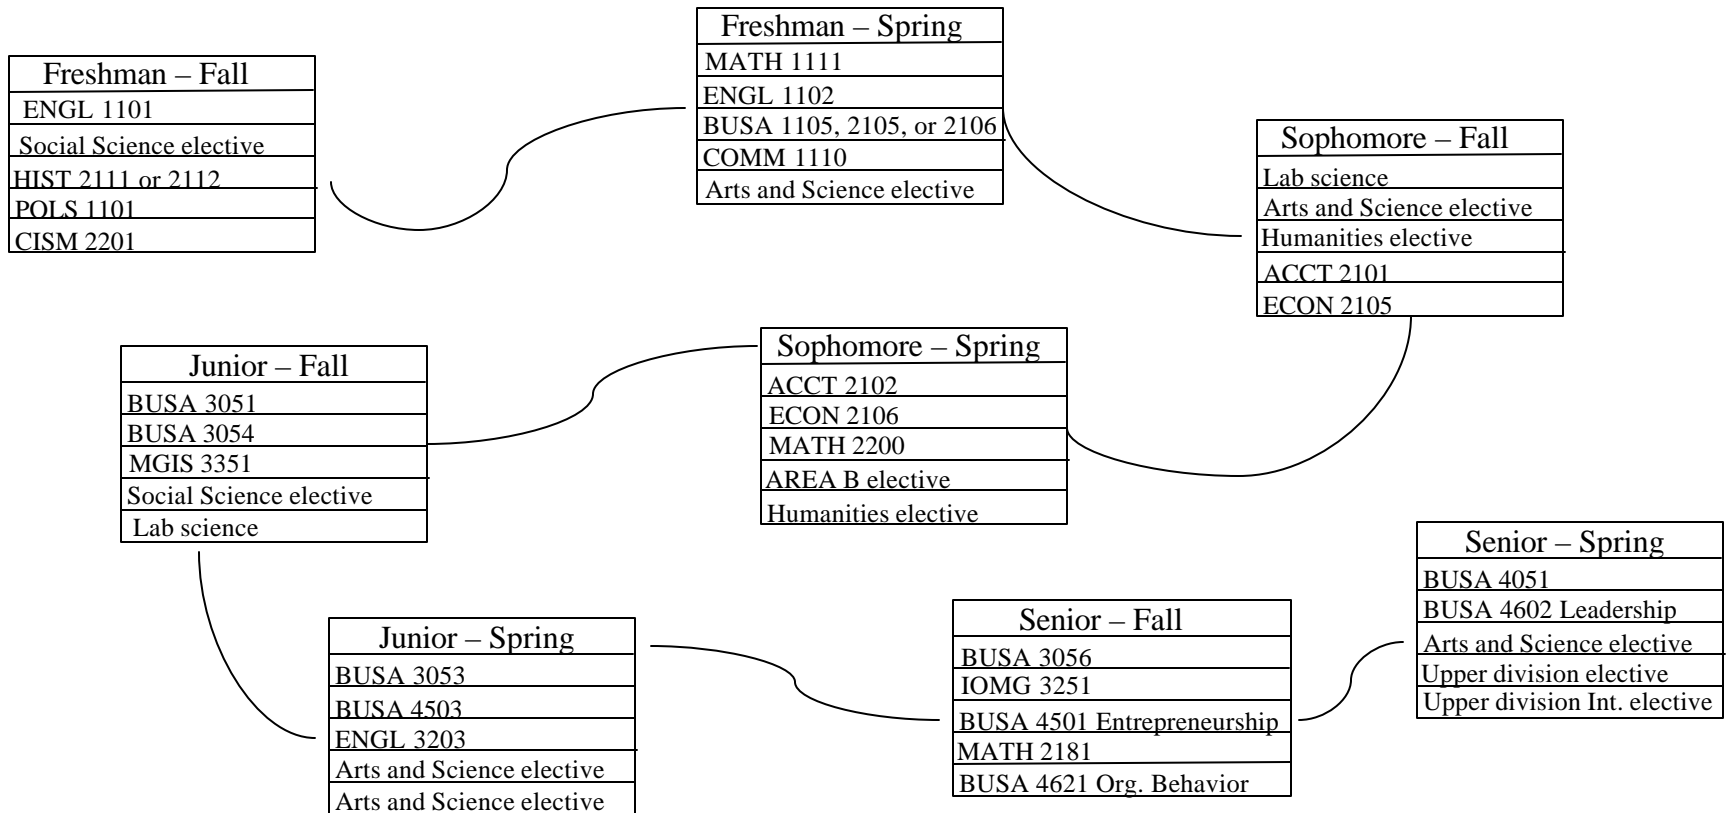 Freshman – Fall
ENGL 1101
Social Science elective
HIST 2111 or 2112
POLS 1101
CISM 2201
Freshman – Spring
MATH 1111
ENGL 1102
BUSA 1105, 2105, or 2106
COMM 1110
Arts and Science elective
Sophomore – Fall
Lab science
Arts and Science elective
Humanities elective
ACCT 2101
ECON 2105
Sophomore – Spring
ACCT 2102
ECON 2106
MATH 2200
AREA B elective
Humanities elective
Junior – Fall
BUSA 3051
BUSA 3054
MGIS 3351
Social Science elective
Lab science
Junior – Spring
BUSA 3053
BUSA 4503
ENGL 3203
Arts and Science elective
Arts and Science elective
Senior – Fall
BUSA 3056
IOMG 3251
BUSA 4501 Entrepreneurship
MATH 2181
BUSA 4621 Org. Behavior
Senior – Spring
BUSA 4051
BUSA 4602 Leadership
Arts and Science elective
Upper division elective
Upper division Int. elective